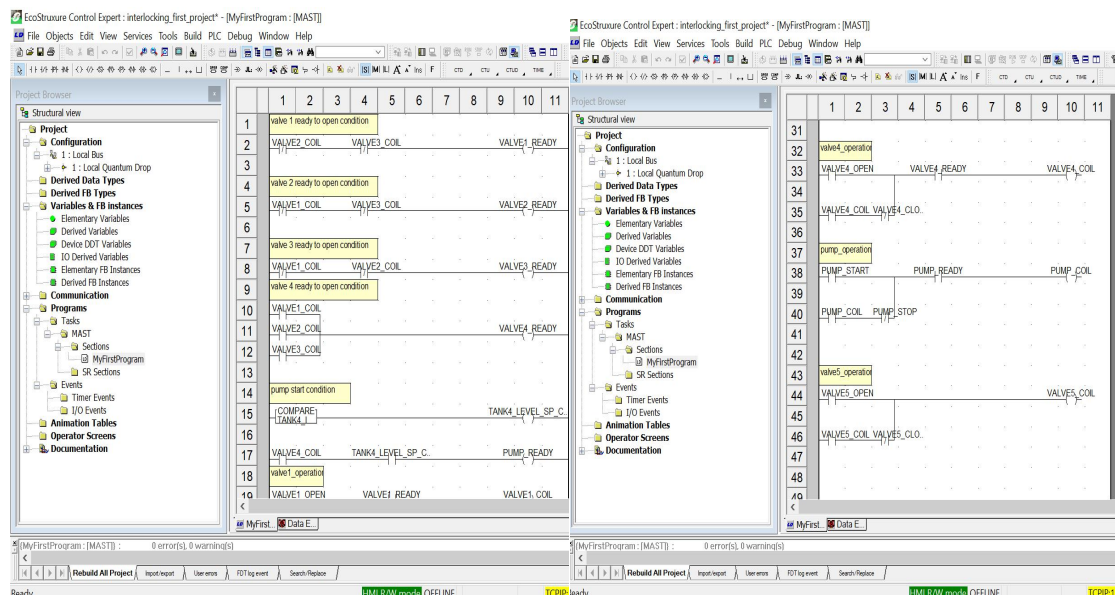 EcoStruxure Control Expert : interlocking_first_project* - [MyFirstProgram : [MAST]]
File Objects Edit View Services Tools Build PLC Debug Window Help
S M L A A Ins F CTD CTU CTUD TIME
Project Browser
Structural view
Project
Configuration
1 : Local Bus
1 : Local Quantum Drop
Derived Data Types
Derived FB Types
Variables & FB instances
Elementary Variables
Derived Variables
Device DDT Variables
IO Derived Variables
Elementary FB Instances
Derived FB Instances
Communication
Programs
Tasks
MAST
Sections
MyFirstProgram
SR Sections
Events
Timer Events
I/O Events
Animation Tables
Operator Screens
Documentation
1 2 3 4 5 6 7 8 9 10 11
1 valve 1 ready to open condition
2 VALVE2_COIL VALVE3_COIL VALVE1_READY
3
4 valve 2 ready to open condition
5 VALVE1_COIL VALVE3_COIL VALVE2_READY
6
7 valve 3 ready to open condition
8 VALVE1_COIL VALVE2_COIL VALVE3_READY
9 valve 4 ready to open condition
10 VALVE1_COIL
11 VALVE2_COIL VALVE4_READY
12 VALVE3_COIL
13
14 pump start condition
15 COMPARE TANK4_LEVEL_SP_C..
TANK4_L
16
17 VALVE4_COIL TANK4_LEVEL_SP_C.. PUMP_READY
18 valve1_operation
19 VALVE1_OPEN VALVE1_READY VALVE1_COIL
MyFirst... Data E...
{MyFirstProgram : [MAST]} : 0 error(s), 0 warning(s)
Rebuild All Project Import/export User errors FDT log event Search/Replace
Ready HMI R/W mode OFFLINE TCPIP:
EcoStruxure Control Expert : interlocking_first_project* - [MyFirstProgram : [MAST]]
File Objects Edit View Services Tools Build PLC Debug Window Help
S M L A A Ins F CTD CTU CTUD TIME
Project Browser
Structural view
Project
Configuration
1 : Local Bus
1 : Local Quantum Drop
Derived Data Types
Derived FB Types
Variables & FB instances
Elementary Variables
Derived Variables
Device DDT Variables
IO Derived Variables
Elementary FB Instances
Derived FB Instances
Communication
Programs
Tasks
MAST
Sections
MyFirstProgram
SR Sections
Events
Timer Events
I/O Events
Animation Tables
Operator Screens
Documentation
1 2 3 4 5 6 7 8 9 10 11
31
32 valve4_operation
33 VALVE4_OPEN VALVE4_READY VALVE4_COIL
34
35 VALVE4_COIL VALVE4_CLO..
36
37 pump_operation
38 PUMP_START PUMP_READY PUMP_COIL
39
40 PUMP_COIL PUMP_STOP
41
42
43 valve5_operation
44 VALVE5_OPEN VALVE5_COIL
45
46 VALVE5_COIL VALVE5_CLO..
47
48
49
MyFirst... Data E...
{MyFirstProgram : [MAST]} : 0 error(s), 0 warning(s)
Rebuild All Project Import/export User errors FDT log event Search/Replace
Ready HMI R/W mode OFFLINE TCPIP:1